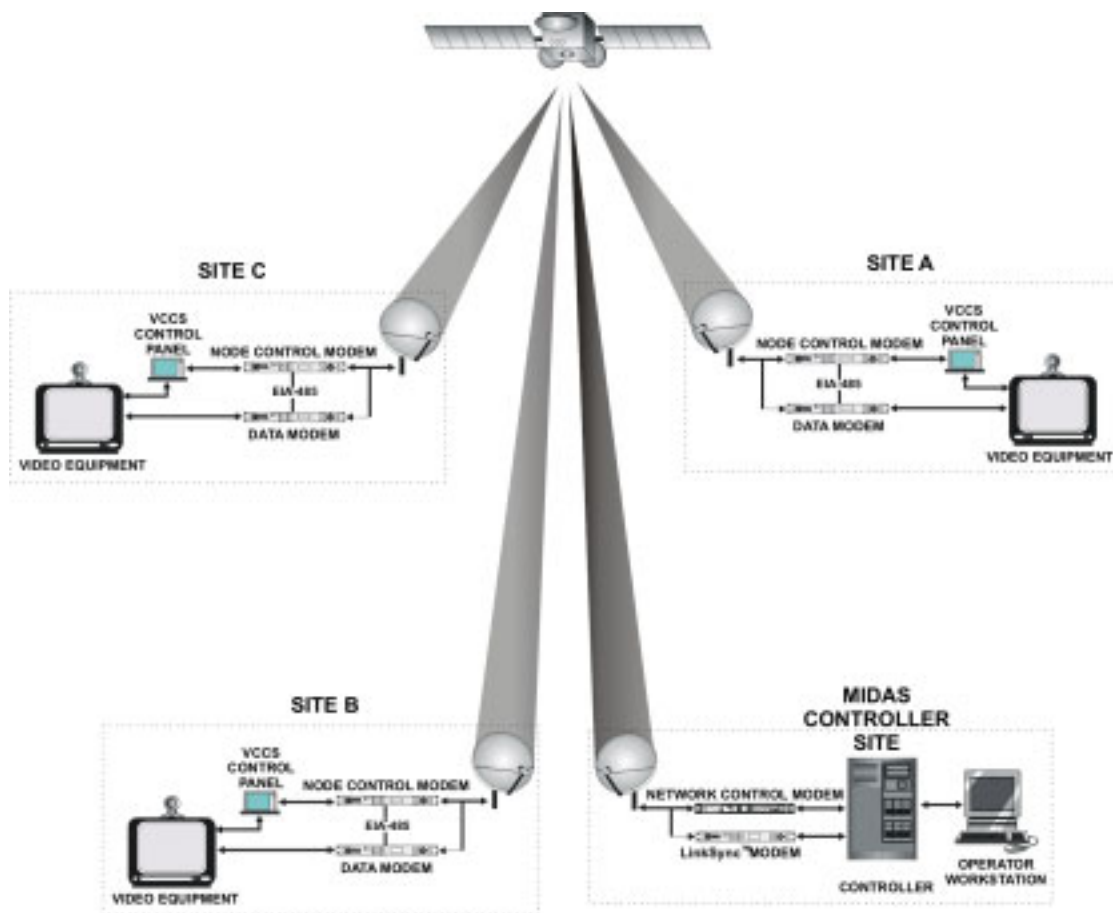 SITE C
VCCS
CONTROL
PANEL
NODE CONTROL MODEM
EIA-485
DATA MODEM
VIDEO EQUIPMENT
SITE A
VCCS
CONTROL
PANEL
NODE CONTROL MODEM
EIA-485
DATA MODEM
VIDEO EQUIPMENT
SITE B
VCCS
CONTROL
PANEL
NODE CONTROL MODEM
EIA-485
DATA MODEM
VIDEO EQUIPMENT
MIDAS
CONTROLLER
SITE
NETWORK CONTROL MODEM
LinkSync™MODEM
CONTROLLER
OPERATOR
WORKSTATION